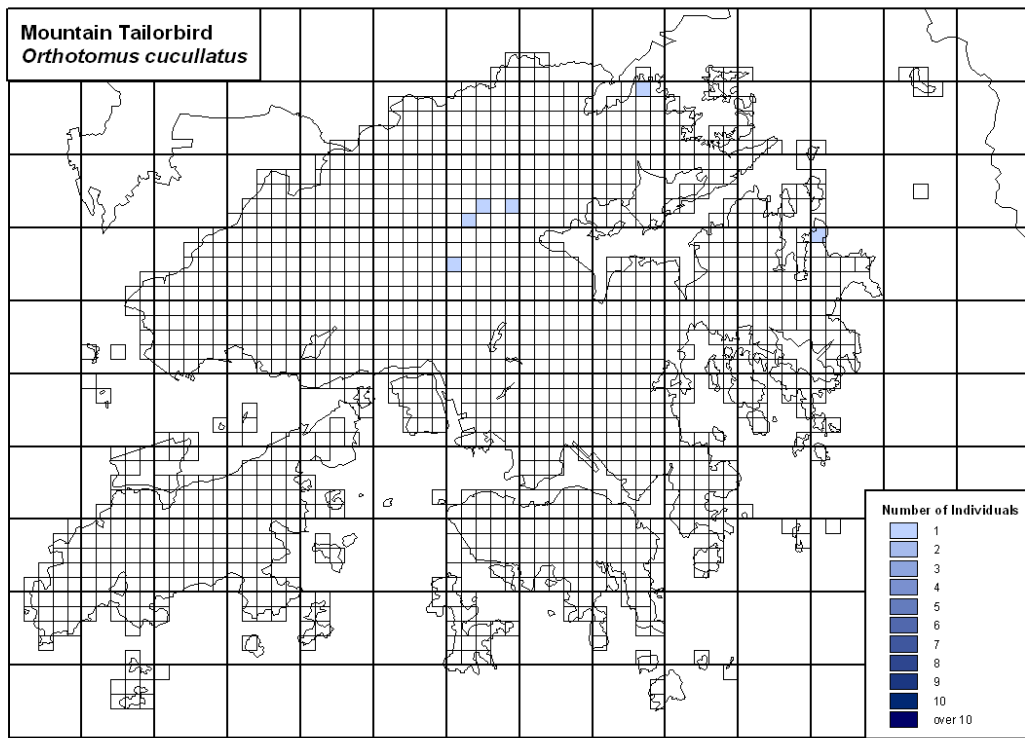 Mountain Tailorbird
Orthotomus cucullatus
Number of Individuals
1
2
3
4
5
6
7
8
9
10
over 10